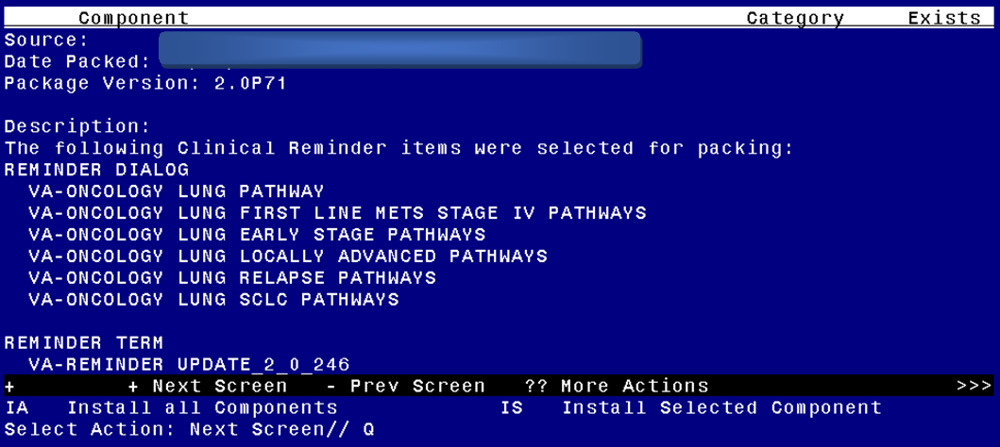 Component Category Exists
Source:
Date Packed:
Package Version: 2.0P71
Description:
The following Clinical Reminder items were selected for packing:
REMINDER DIALOG
VA-ONCOLOGY LUNG PATHWAY
VA-ONCOLOGY LUNG FIRST LINE METS STAGE IV PATHWAYS
VA-ONCOLOGY LUNG EARLY STAGE PATHWAYS
VA-ONCOLOGY LUNG LOCALLY ADVANCED PATHWAYS
VA-ONCOLOGY LUNG RELAPSE PATHWAYS
VA-ONCOLOGY LUNG SCLC PATHWAYS
REMINDER TERM
VA-REMINDER UPDATE_2_0_246
+ + Next Screen - Prev Screen ?? More Actions >>>
IA Install all Components IS Install Selected Component
Select Action: Next Screen// Q